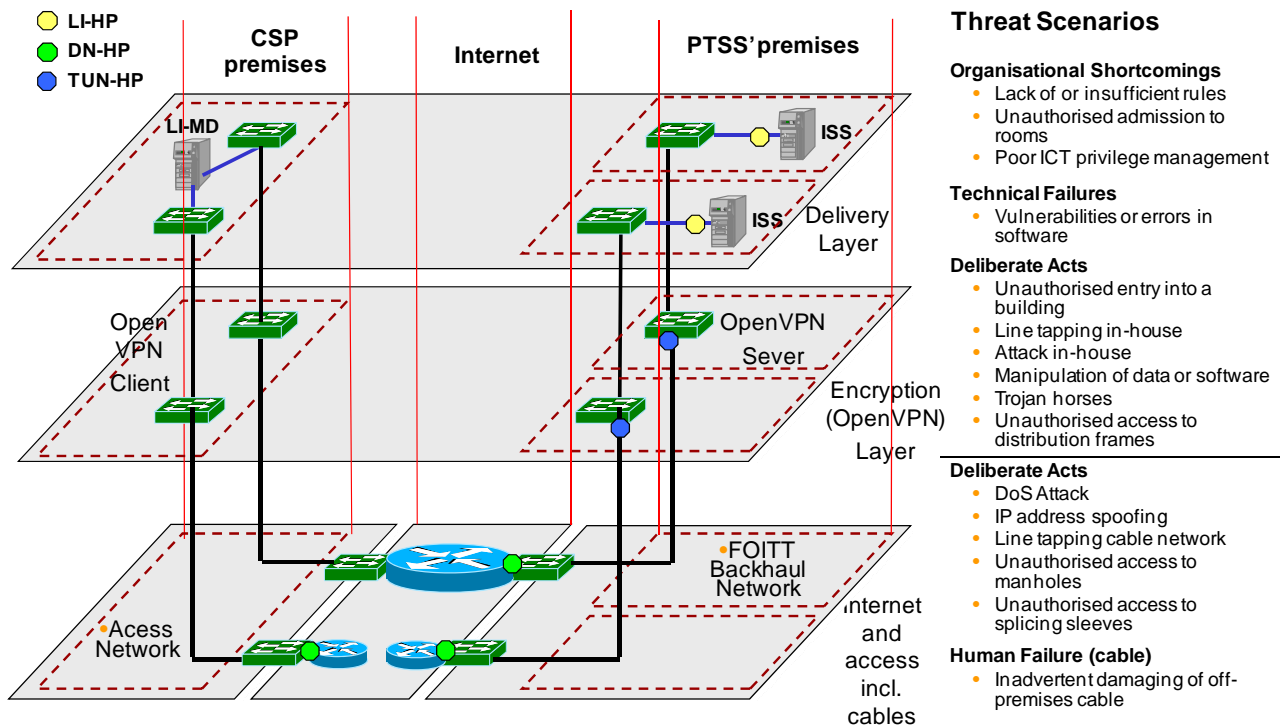 LI-HP
DN-HP
TUN-HP
CSP
premises
Internet
PTSS' premises
LI-MD
ISS
ISS
Delivery
Layer
Open
VPN
Client
OpenVPN
Sever
Encryption
(OpenVPN)
Layer
•FOITT
Backhaul
Network
•Acess
Network
Internet
and
access
incl.
cables
Threat Scenarios
Organisational Shortcomings
• Lack of or insufficient rules
• Unauthorised admission to
rooms
• Poor ICT privilege management
Technical Failures
• Vulnerabilities or errors in
software
Deliberate Acts
• Unauthorised entry into a
building
• Line tapping in-house
• Attack in-house
• Manipulation of data or software
• Trojan horses
• Unauthorised access to
distribution frames
Deliberate Acts
• DoS Attack
• IP address spoofing
• Line tapping cable network
• Unauthorised access to
manholes
• Unauthorised access to
splicing sleeves
Human Failure (cable)
• Inadvertent damaging of off-
premises cable